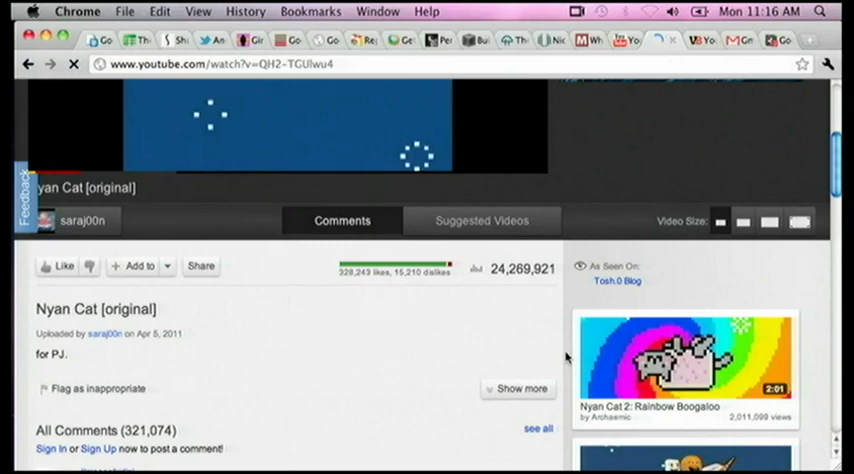 Chrome File Edit View History Bookmarks Window Help Mon 11:16 AM
www.youtube.com/watch?v=QH2-TGUlwu4
Feedback
yan Cat [original]
saraj00n Comments Suggested Videos Video Size:
Like Add to Share 328,243 likes, 15,210 dislikes 24,269,921 As Seen On:
Tosh.0 Blog
Nyan Cat [original]
Uploaded by saraj00n on Apr 5, 2011
for PJ.
2:01
Flag as inappropriate Show more
Nyan Cat 2: Rainbow Boogaloo
by Archaemic 2,011,099 views
All Comments (321,074) see all
Sign In or Sign Up now to post a comment!